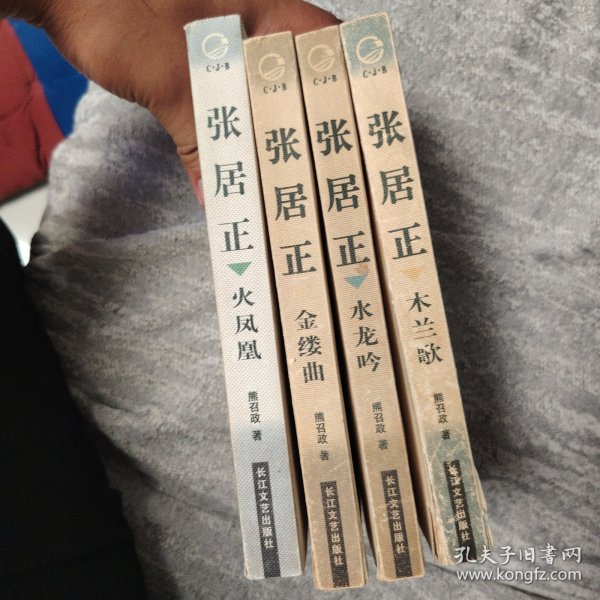 C·J·B
张居正
火凤凰
熊召政 著
长江文艺出版社
C·J·B
张居正
金缕曲
熊召政 著
长江文艺出版社
C·J·B
张居正
水龙吟
熊召政 著
长江文艺出版社
C·J·B
张居正
木兰歌
熊召政 著
长江文艺出版社
孔夫子旧书网
www.kongfz.com